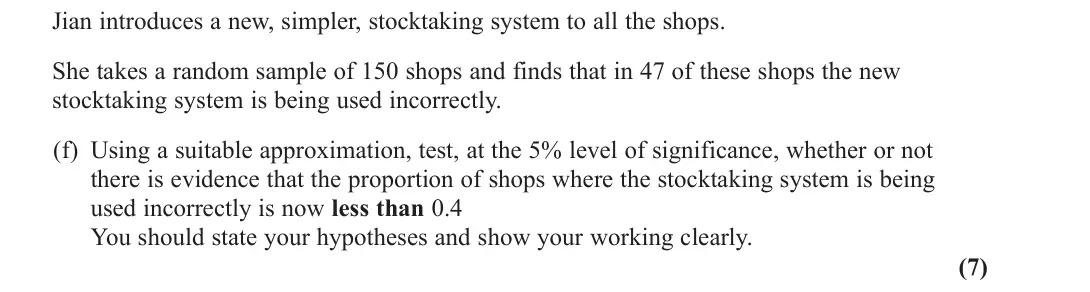 Jian introduces a new, simpler, stocktaking system to all the shops.
She takes a random sample of 150 shops and finds that in 47 of these shops the new
stocktaking system is being used incorrectly.
(f) Using a suitable approximation, test, at the 5% level of significance, whether or not
there is evidence that the proportion of shops where the stocktaking system is being
used incorrectly is now less than 0.4
You should state your hypotheses and show your working clearly.
(7)